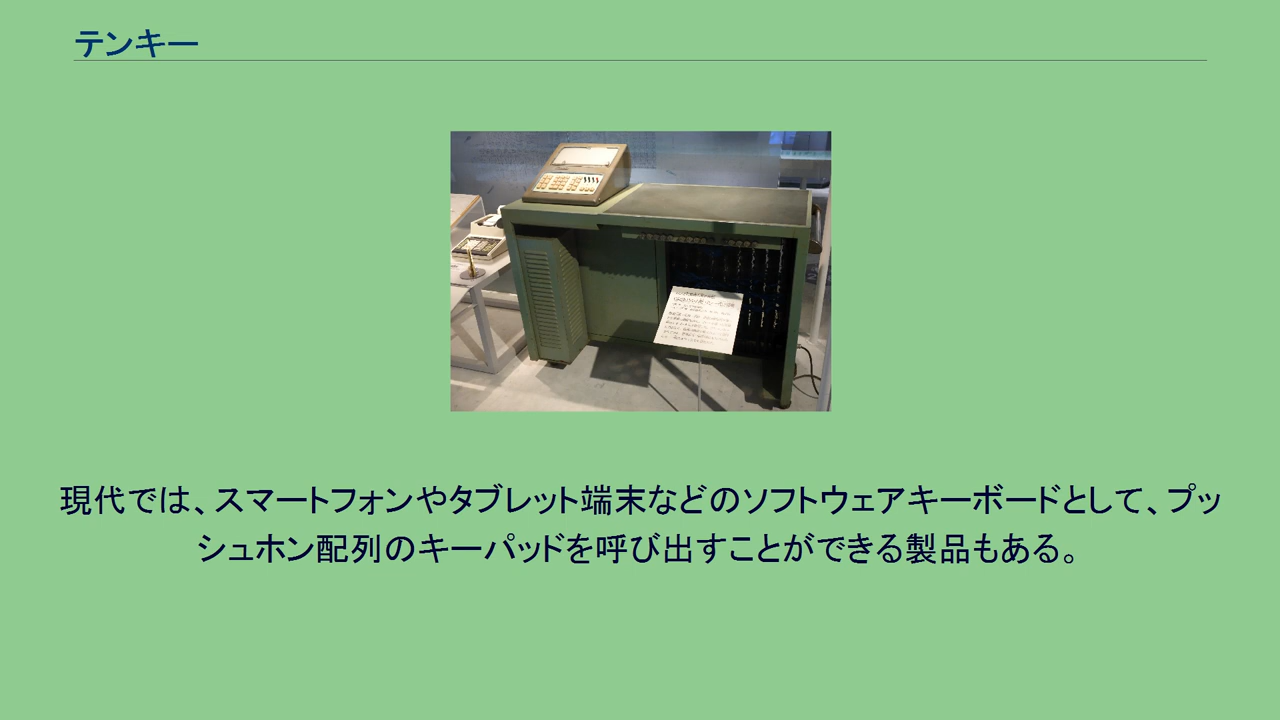 テンキー
現代では、スマートフォンやタブレット端末などのソフトウェアキーボードとして、プッ
シュホン配列のキーパッドを呼び出すことができる製品もある。